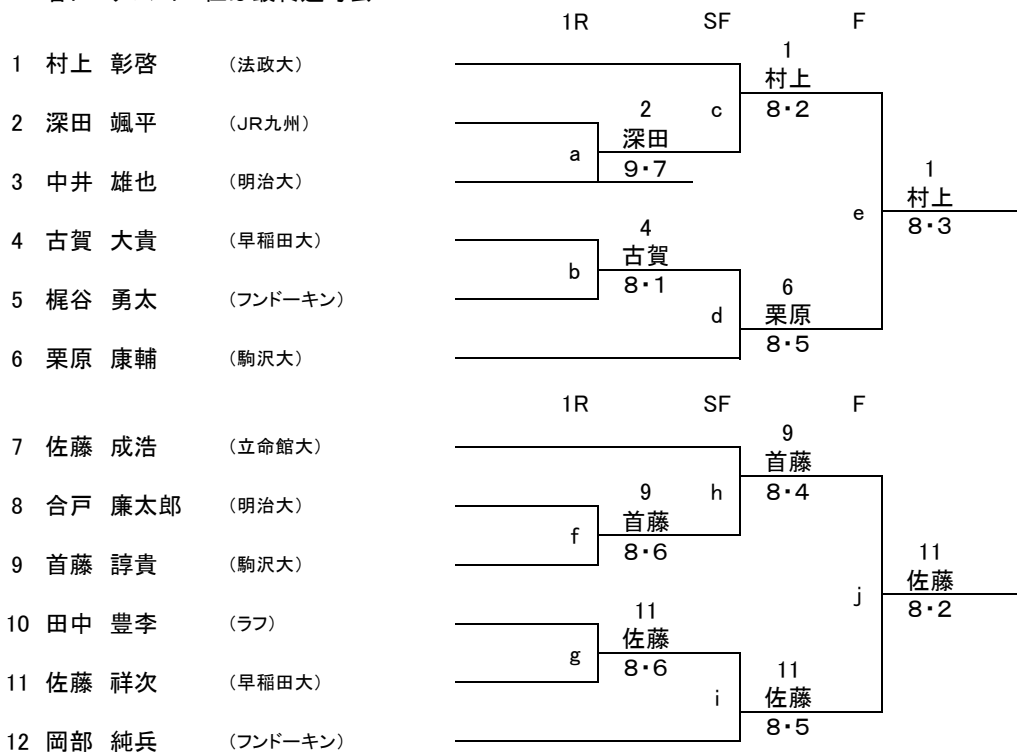 1R SF F
1 村上 彰啓 （法政大）
1
村上
8・2
2 深田 颯平 （JR九州）
c
2
深田
9・7
a
3 中井 雄也 （明治大）
1
村上
8・3
e
4 古賀 大貴 （早稲田大）
4
古賀
8・1
b
5 梶谷 勇太 （フンドーキン）
d
6
栗原
8・5
6 栗原 康輔 （駒沢大）
1R SF F
7 佐藤 成浩 （立命館大）
9
首藤
8・4
8 合戸 廉太郎 （明治大）
h
9
首藤
8・6
f
9 首藤 諄貴 （駒沢大）
11
佐藤
8・2
j
10 田中 豊李 （ラフ）
11
佐藤
8・6
g
11 佐藤 祥次 （早稲田大）
i
11
佐藤
8・5
12 岡部 純兵 （フンドーキン）